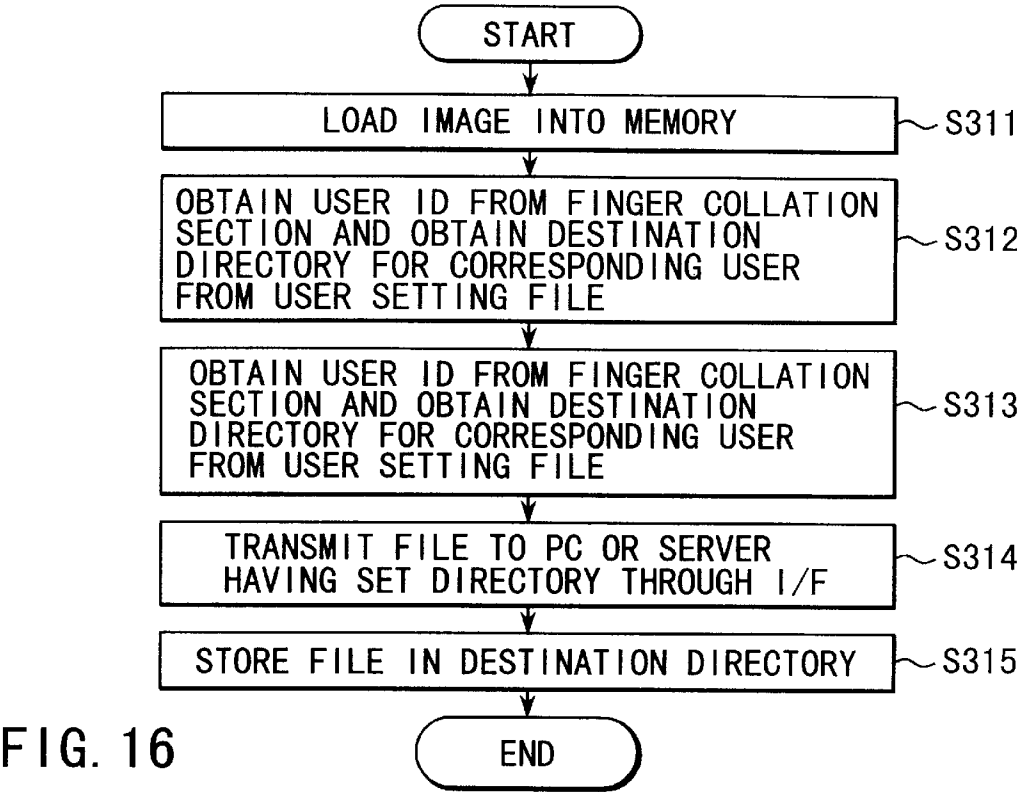 START
LOAD IMAGE INTO MEMORY
S311
OBTAIN USER ID FROM FINGER COLLATION
SECTION AND OBTAIN DESTINATION
DIRECTORY FOR CORRESPONDING USER
FROM USER SETTING FILE
S312
OBTAIN USER ID FROM FINGER COLLATION
SECTION AND OBTAIN DESTINATION
DIRECTORY FOR CORRESPONDING USER
FROM USER SETTING FILE
S313
TRANSMIT FILE TO PC OR SERVER
HAVING SET DIRECTORY THROUGH I/F
S314
STORE FILE IN DESTINATION DIRECTORY
S315
END
FIG. 16